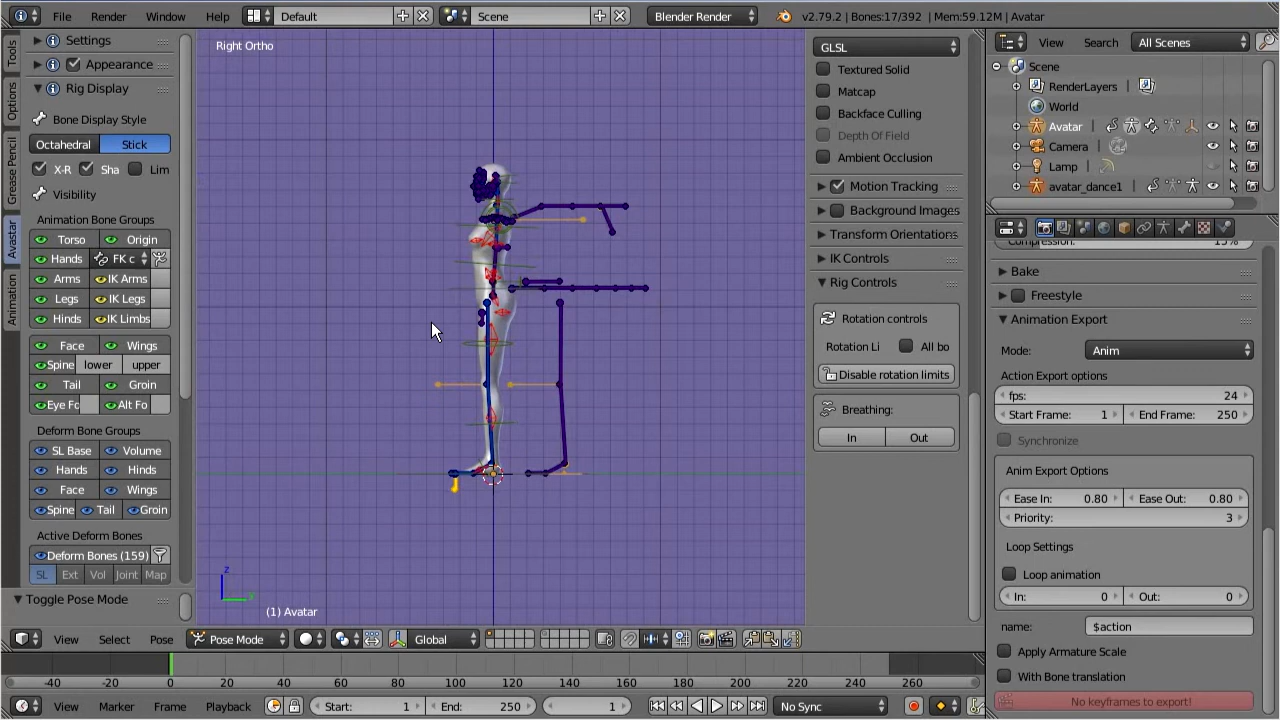 File Render Window Help Default Scene Blender Render v2.79.2 | Bones:17/392 | Mem:59.12M | Avatar
Tools
Options
Grease Pencil
Avastar
Animation
Settings
Appearance
Rig Display
Bone Display Style
Octahedral Stick
X-R Sha Lim
Visibility
Animation Bone Groups
Torso Origin
Hands FK c
Arms IK Arms
Legs IK Legs
Hinds IK Limbs
Face Wings
Spine lower upper
Tail Groin
Eye Fo Alt Fo
Deform Bone Groups
SL Base Volume
Hands Hinds
Face Wings
Spine Tail Groin
Active Deform Bones
Deform Bones (159)
SL Ext Vol Joint Map
Toggle Pose Mode
Right Ortho
z
(1) Avatar
GLSL
Textured Solid
Matcap
Backface Culling
Depth Of Field
Ambient Occlusion
Motion Tracking
Background Images
Transform Orientations
IK Controls
Rig Controls
Rotation controls
Rotation Li All bo
Disable rotation limits
Breathing:
In Out
View Search All Scenes
Scene
RenderLayers
World
Avatar
Camera
Lamp
avatar_dance1
Compression: 15%
Bake
Freestyle
Animation Export
Mode: Anim
Action Export options
fps: 24
Start Frame: 1 End Frame: 250
Synchronize
Anim Export Options
Ease In: 0.80 Ease Out: 0.80
Priority: 3
Loop Settings
Loop animation
In: 0 Out: 0
name: $action
Apply Armature Scale
With Bone translation
No keyframes to export!
View Select Pose Pose Mode Global
-40 -20 0 20 40 60 80 100 120 140 160 180 200 220 240 260
View Marker Frame Playback Start: 1 End: 250 1 No Sync